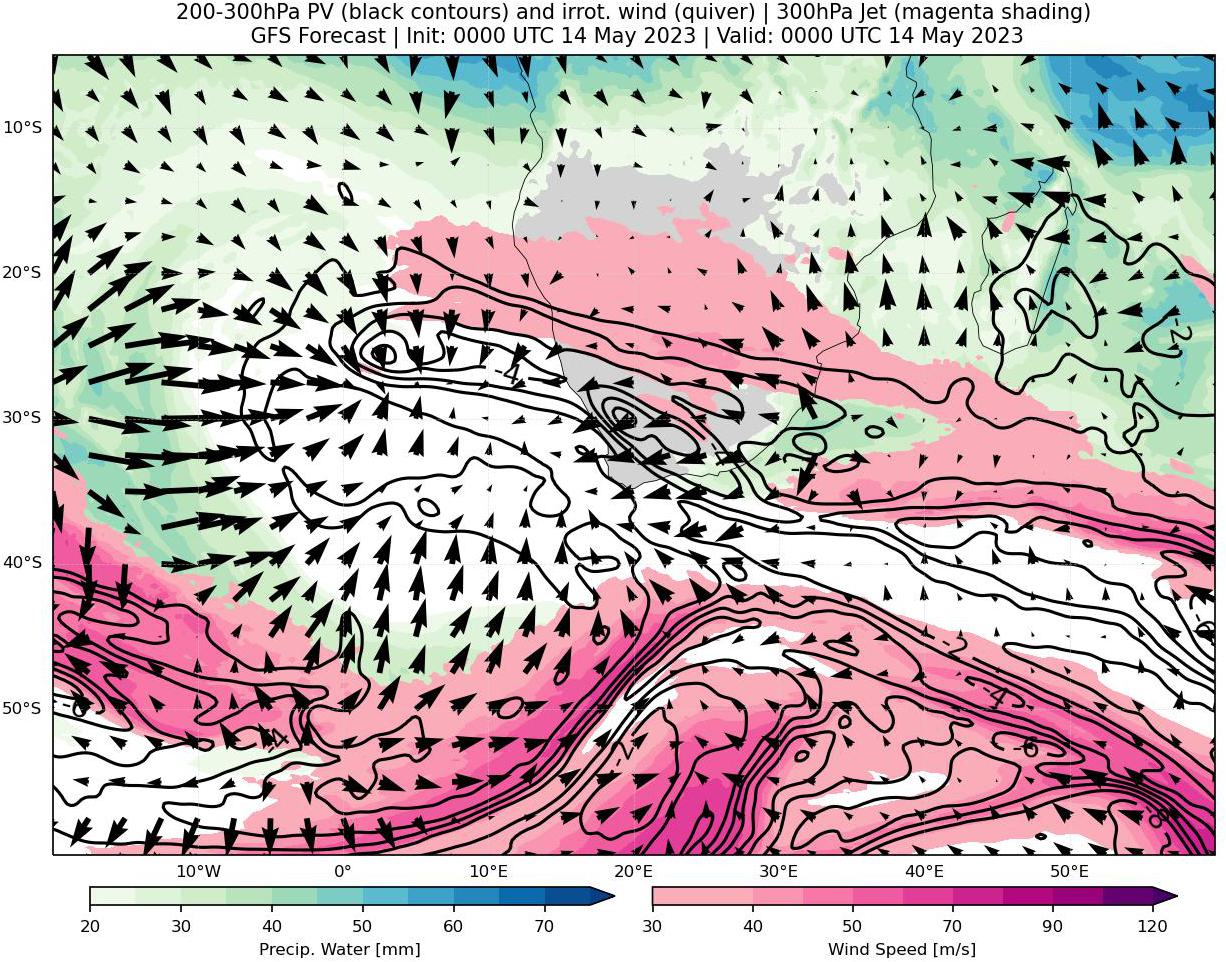 200-300hPa PV (black contours) and irrot. wind (quiver) | 300hPa Jet (magenta shading)
GFS Forecast | Init: 0000 UTC 14 May 2023 | Valid: 0000 UTC 14 May 2023
10°S
20°S
-2
-4
30°S
40°S
-2
-4
-6
50°S
-4
-2
-6
-8
10°W 0° 10°E 20°E 30°E 40°E 50°E
20 30 40 50 60 70
30 40 50 70 90 120
Precip. Water [mm] Wind Speed [m/s]